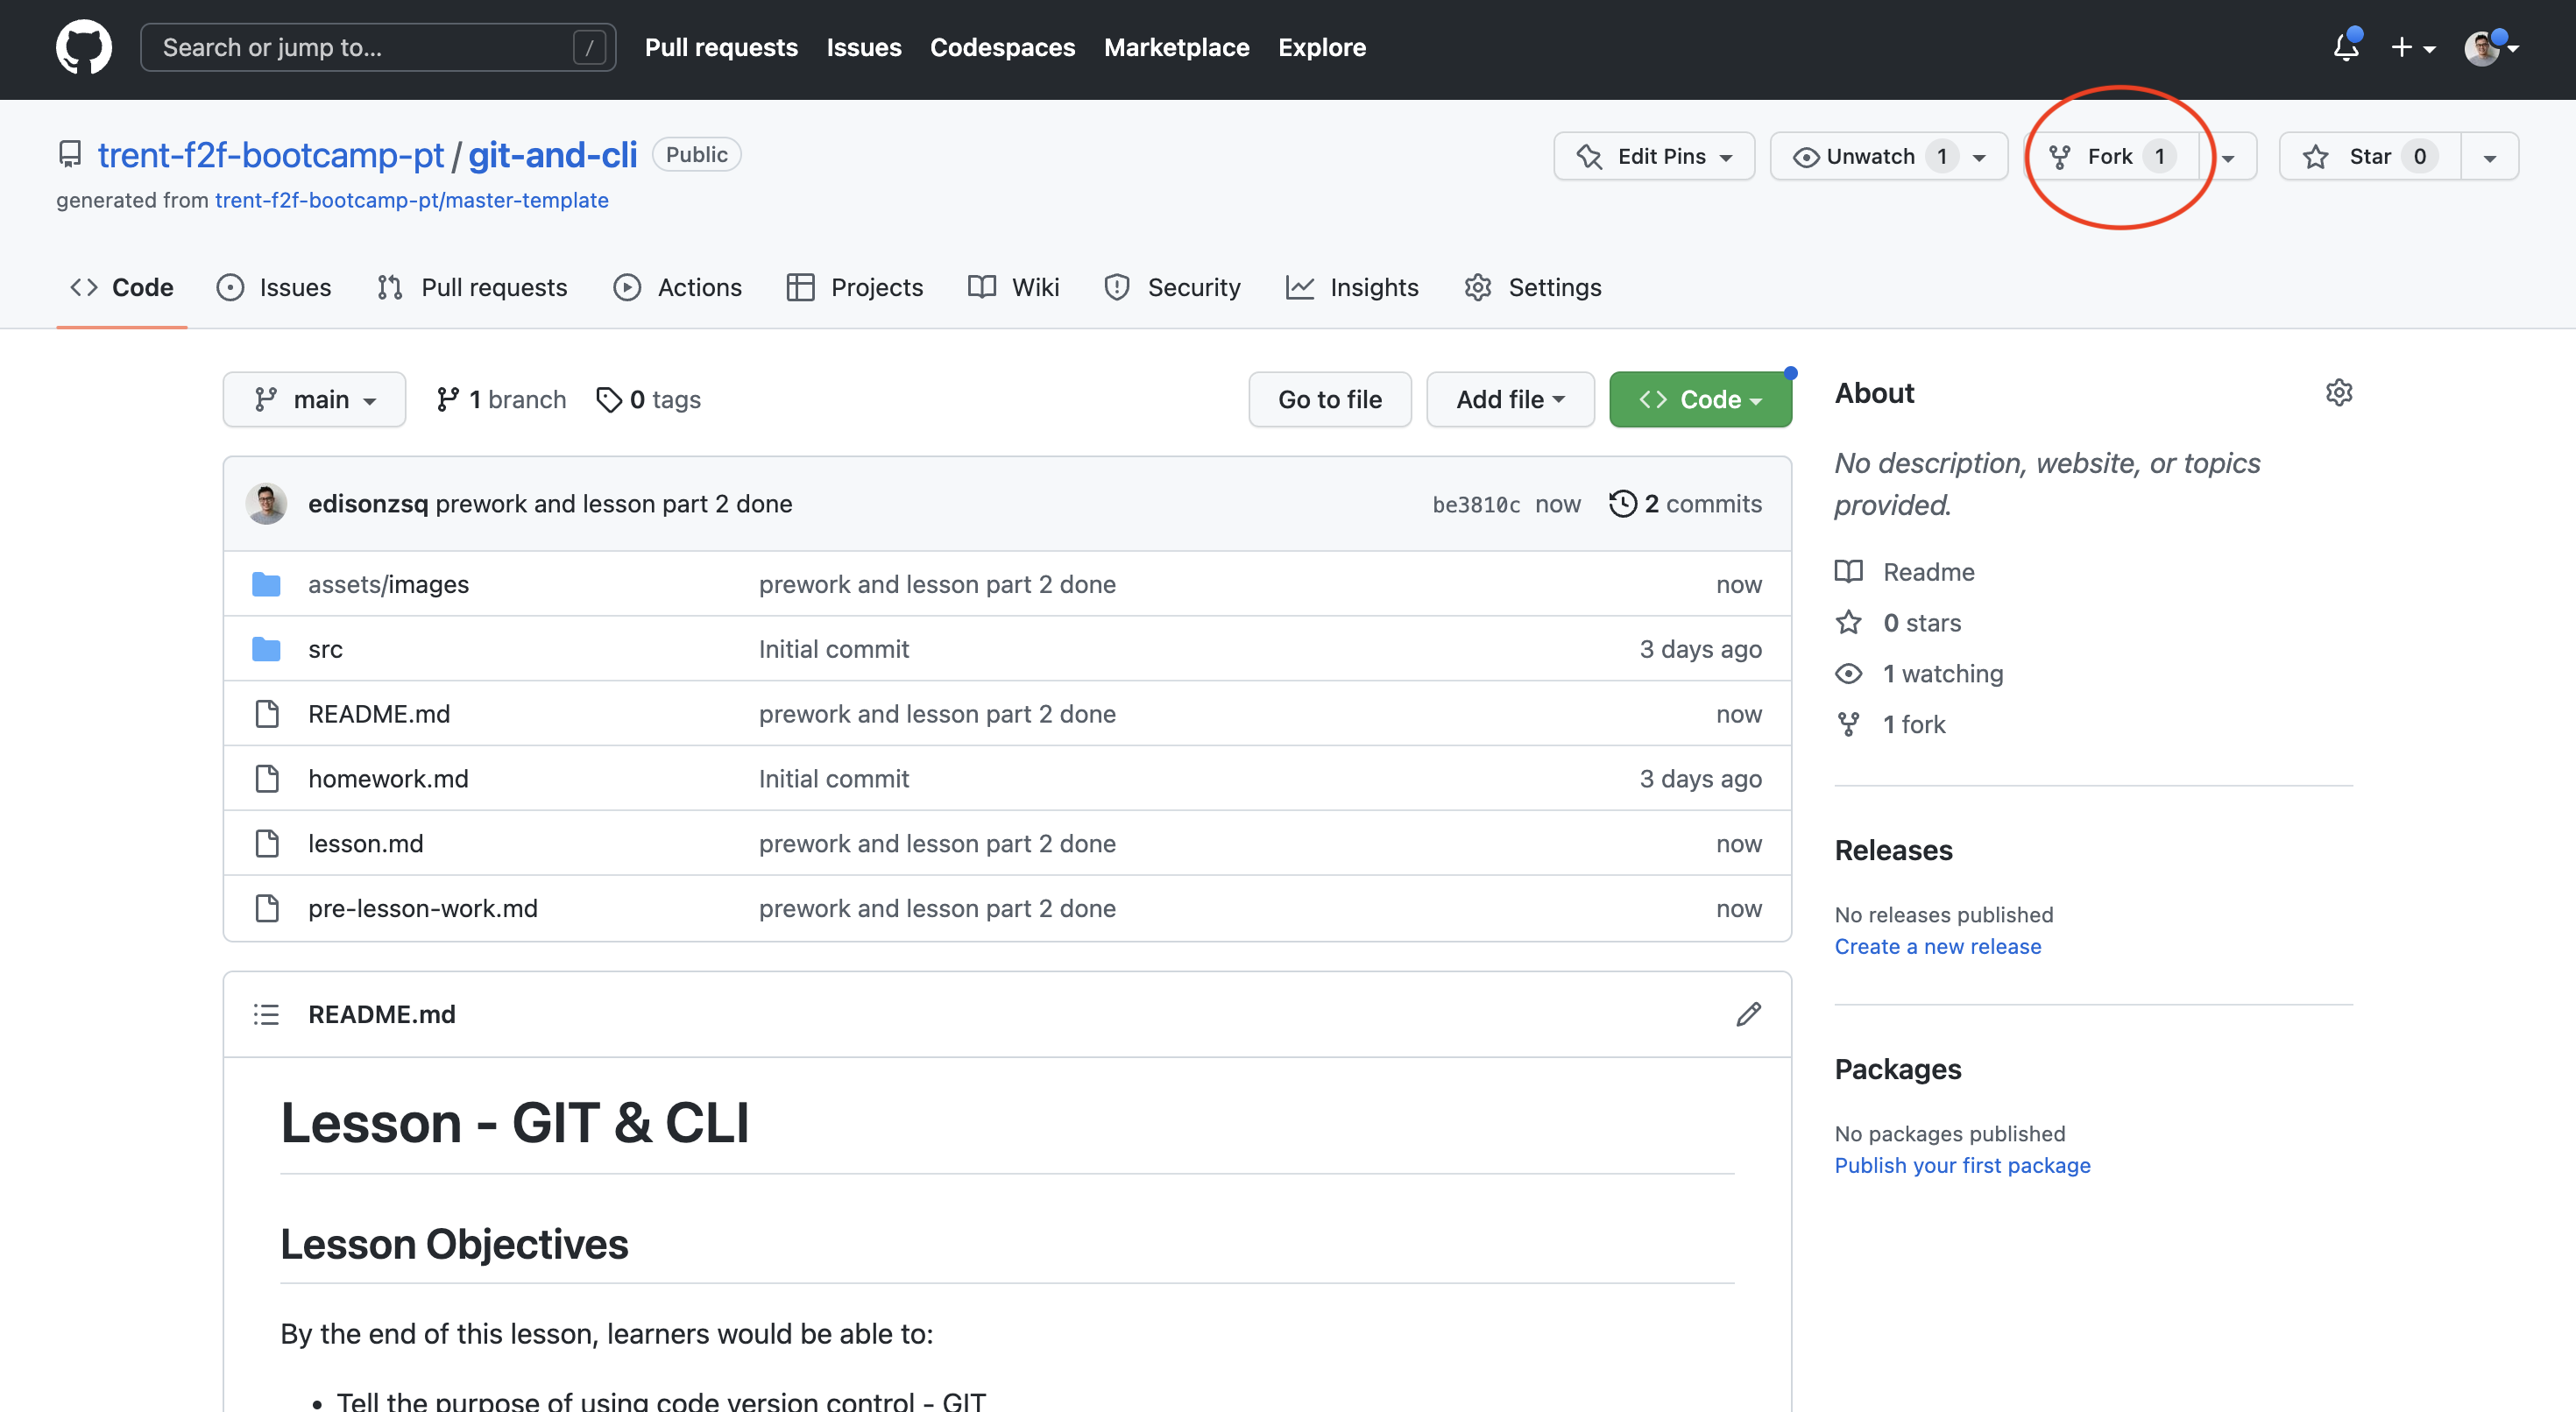 Search or jump to... / Pull requests Issues Codespaces Marketplace Explore
trent-f2f-bootcamp-pt / git-and-cli Public Edit Pins Unwatch 1 Fork 1 Star 0
generated from trent-f2f-bootcamp-pt/master-template
Code Issues Pull requests Actions Projects Wiki Security Insights Settings
main 1 branch 0 tags Go to file Add file Code
edisonzsq prework and lesson part 2 done be3810c now 2 commits
assets/images prework and lesson part 2 done now
src Initial commit 3 days ago
README.md prework and lesson part 2 done now
homework.md Initial commit 3 days ago
lesson.md prework and lesson part 2 done now
pre-lesson-work.md prework and lesson part 2 done now
README.md
Lesson - GIT & CLI
Lesson Objectives
By the end of this lesson, learners would be able to:
• Tell the purpose of using code version control - GIT
About
No description, website, or topics
provided.
Readme
0 stars
1 watching
1 fork
Releases
No releases published
Create a new release
Packages
No packages published
Publish your first package